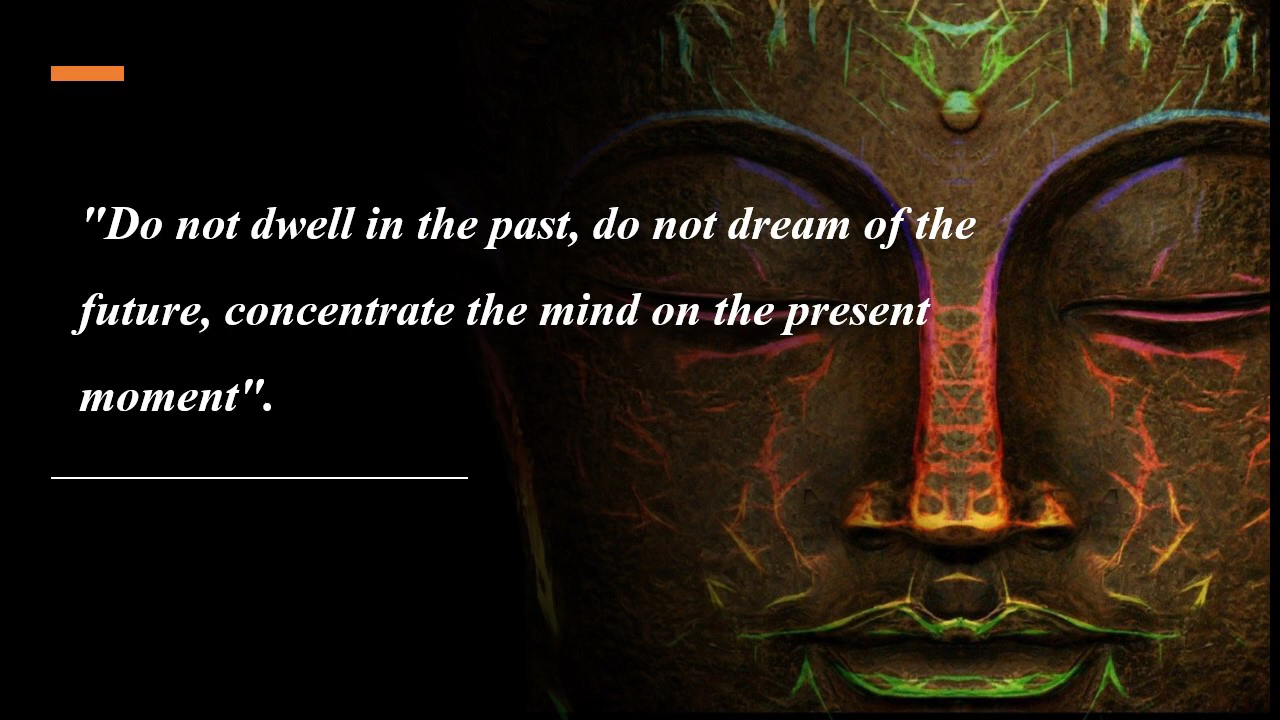 "Do not dwell in the past, do not dream of the
future, concentrate the mind on the present
moment".